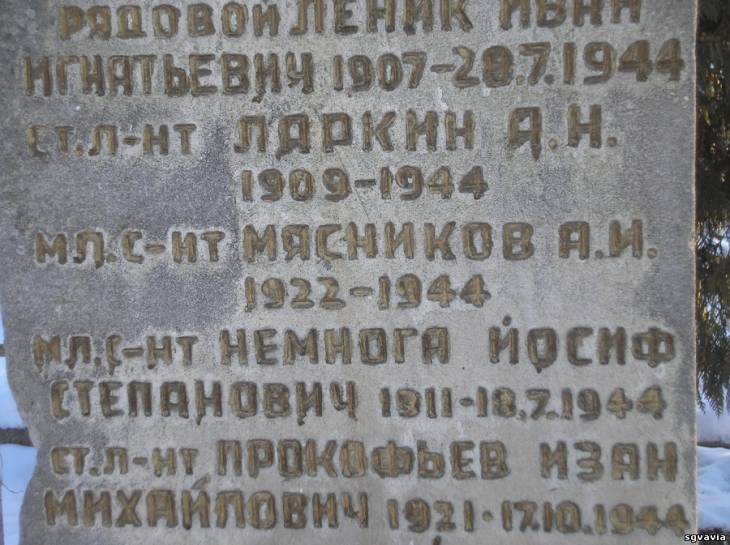 РЯДОВОЙ ЛЕНИК ИВАН
ИГНАТЬЕВИЧ 1907-28.7.1944
СТ.Л-НТ ЛАРКИН А.Н.
1909-1944
МЛ.С-НТ МЯСНИКОВ А.И.
1922-1944
МЛ.С-НТ НЕМНОГА ИОСИФ
СТЕПАНОВИЧ 1911-18.7.1944
СТ.Л-НТ ПРОКОФЬЕВ ИЗАН
МИХАЙЛОВИЧ 1921-17.10.1944
sgvavia